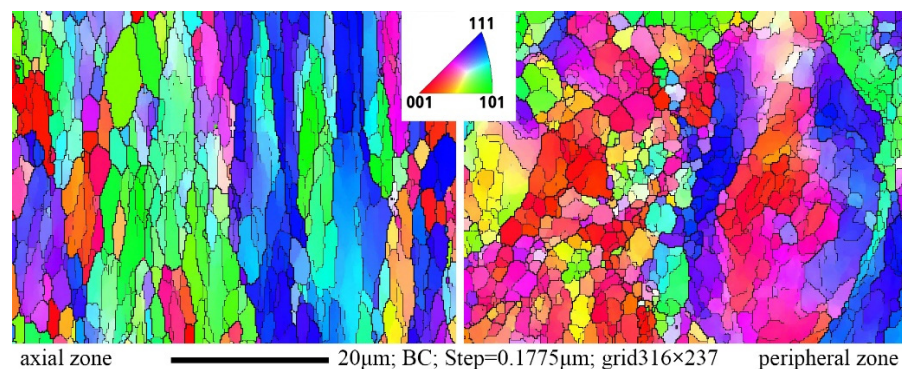 111
001 101
axial zone 20μm; BC; Step=0.1775μm; grid316×237 peripheral zone